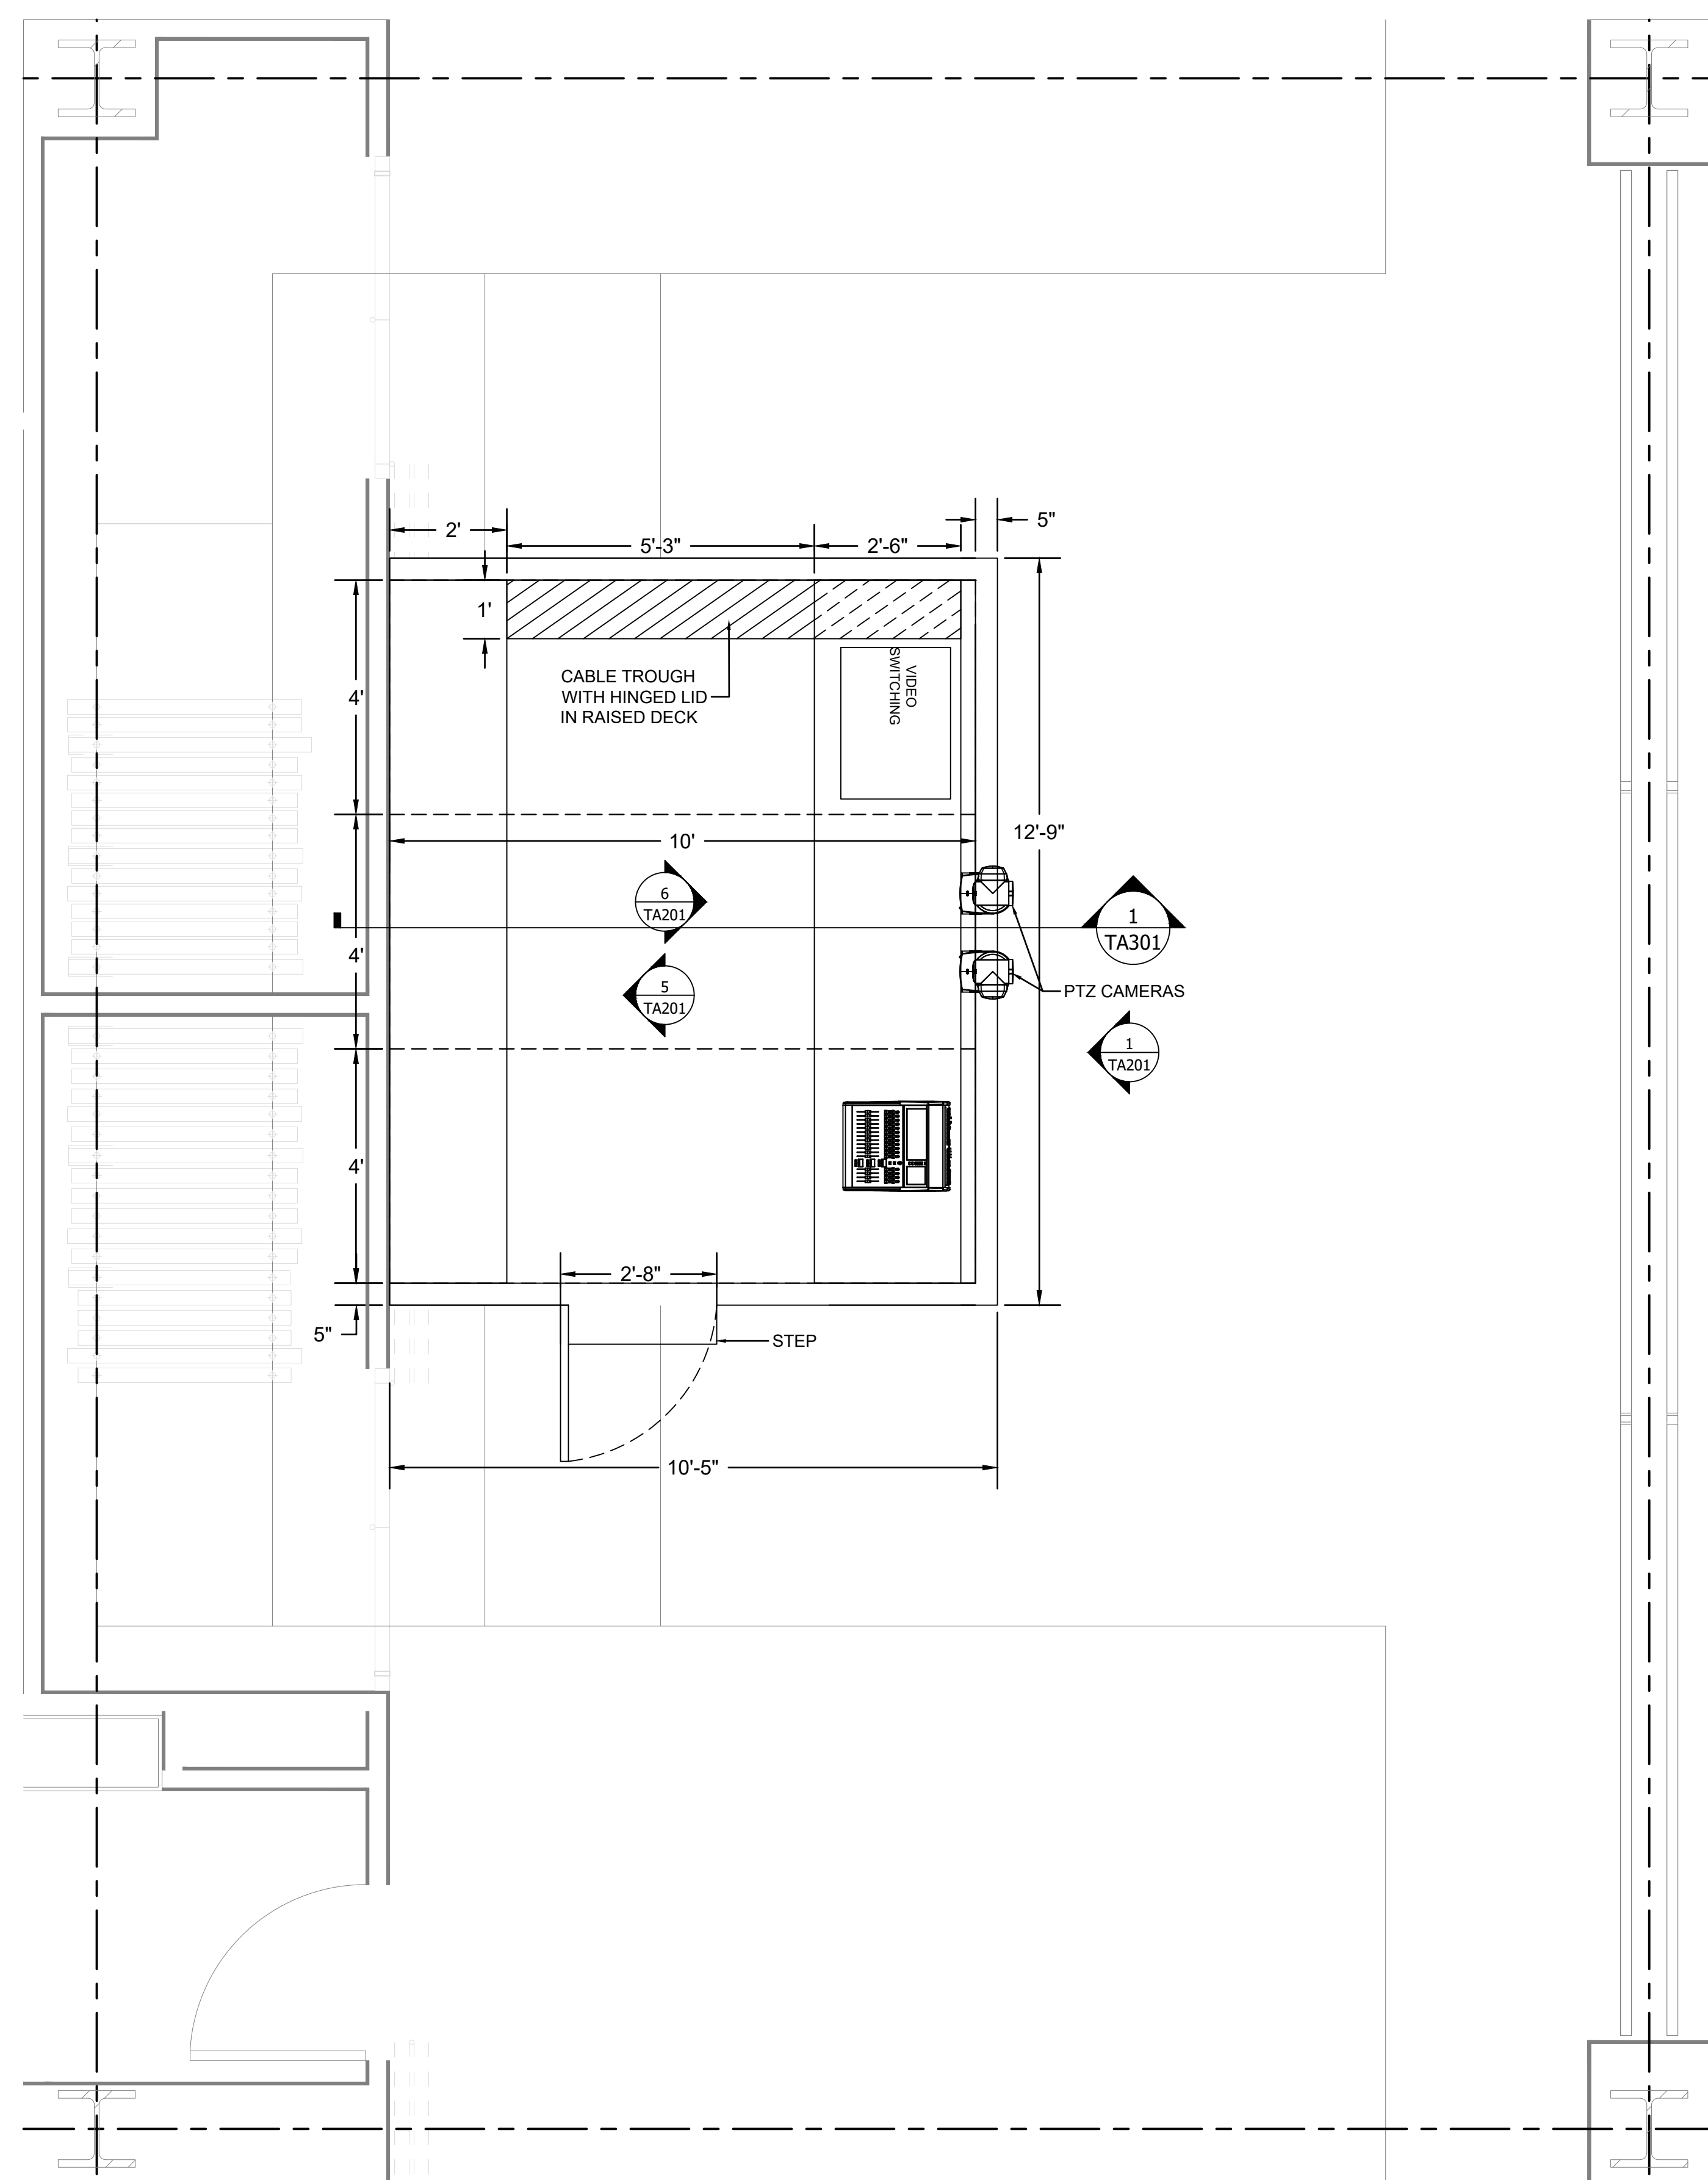 5"
2'
5'-3"
2'-6"
1'
CABLE TROUGH
WITH HINGED LID
IN RAISED DECK
VIDEO
SWITCHING
4'
12'-9"
10'
6
TA201
1
TA301
4'
5
TA201
PTZ CAMERAS
1
TA201
4'
2'-8"
5"
STEP
10'-5"